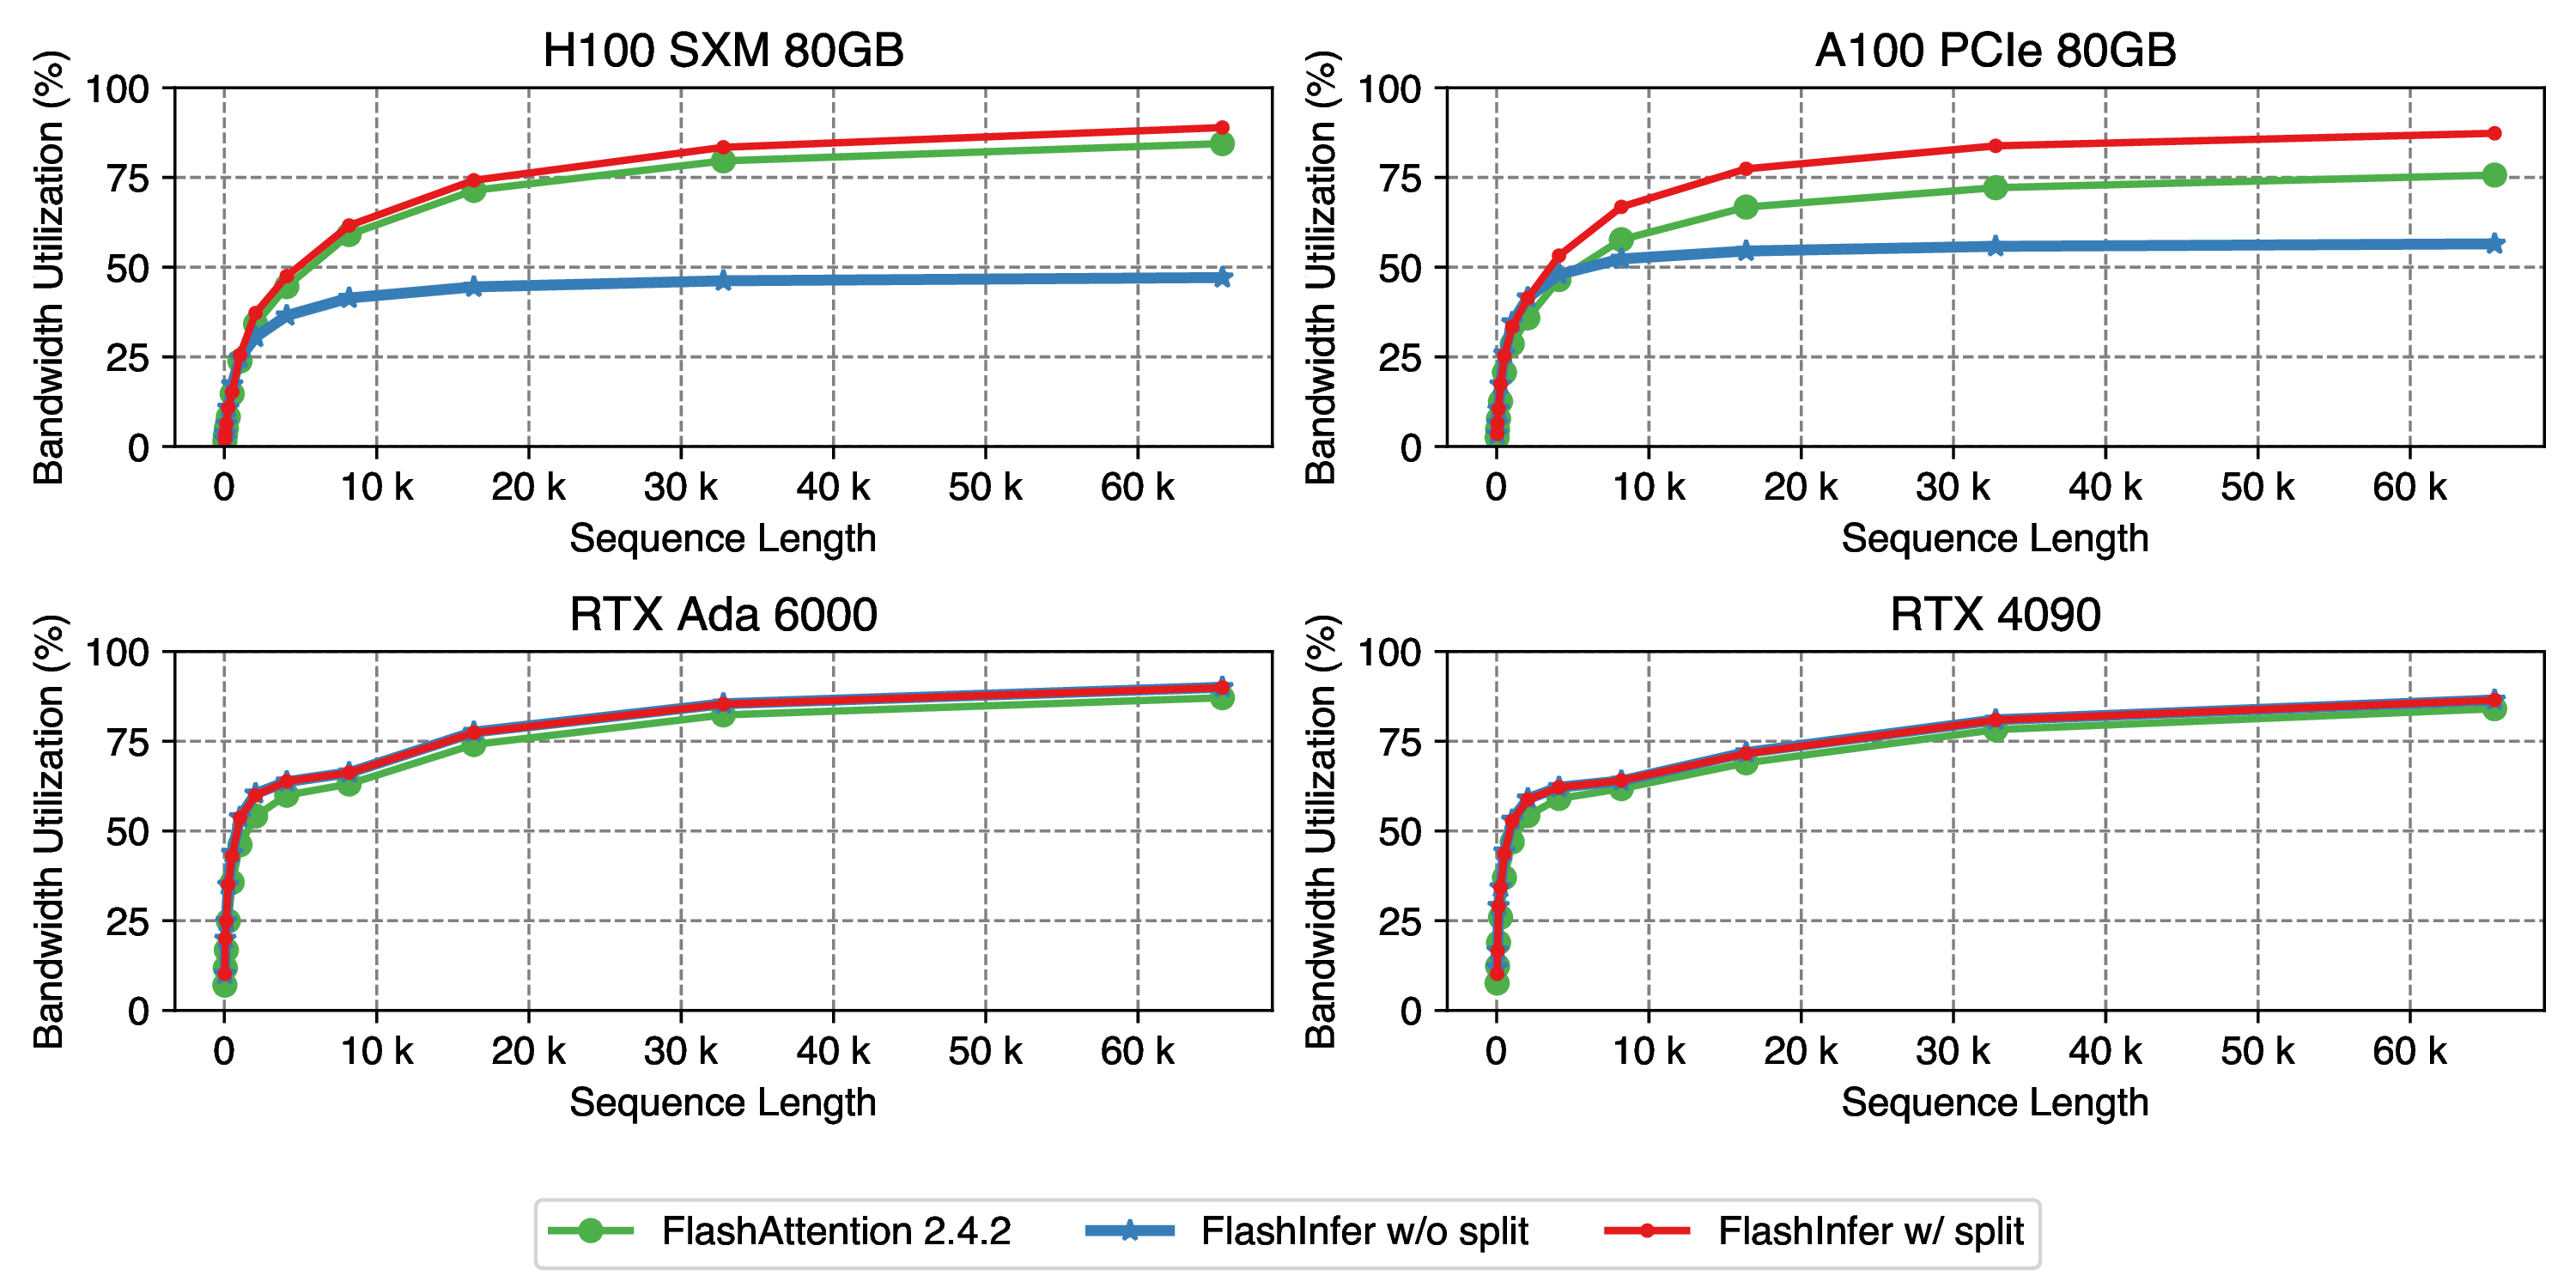 H100 SXM 80GB
Bandwidth Utilization (%)
100
75
50
25
0
0 10 k 20 k 30 k 40 k 50 k 60 k
Sequence Length
A100 PCIe 80GB
Bandwidth Utilization (%)
100
75
50
25
0
0 10 k 20 k 30 k 40 k 50 k 60 k
Sequence Length
RTX Ada 6000
Bandwidth Utilization (%)
100
75
50
25
0
0 10 k 20 k 30 k 40 k 50 k 60 k
Sequence Length
RTX 4090
Bandwidth Utilization (%)
100
75
50
25
0
0 10 k 20 k 30 k 40 k 50 k 60 k
Sequence Length
FlashAttention 2.4.2 FlashInfer w/o split FlashInfer w/ split